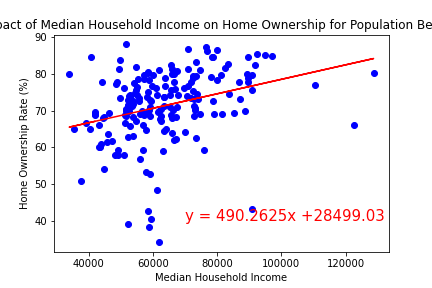 pact of Median Household Income on Home Ownership for Population Be
90
80
70
60
50
40
Home Ownership Rate (%)
y = 490.2625x +28499.03
40000 60000 80000 100000 120000
Median Household Income